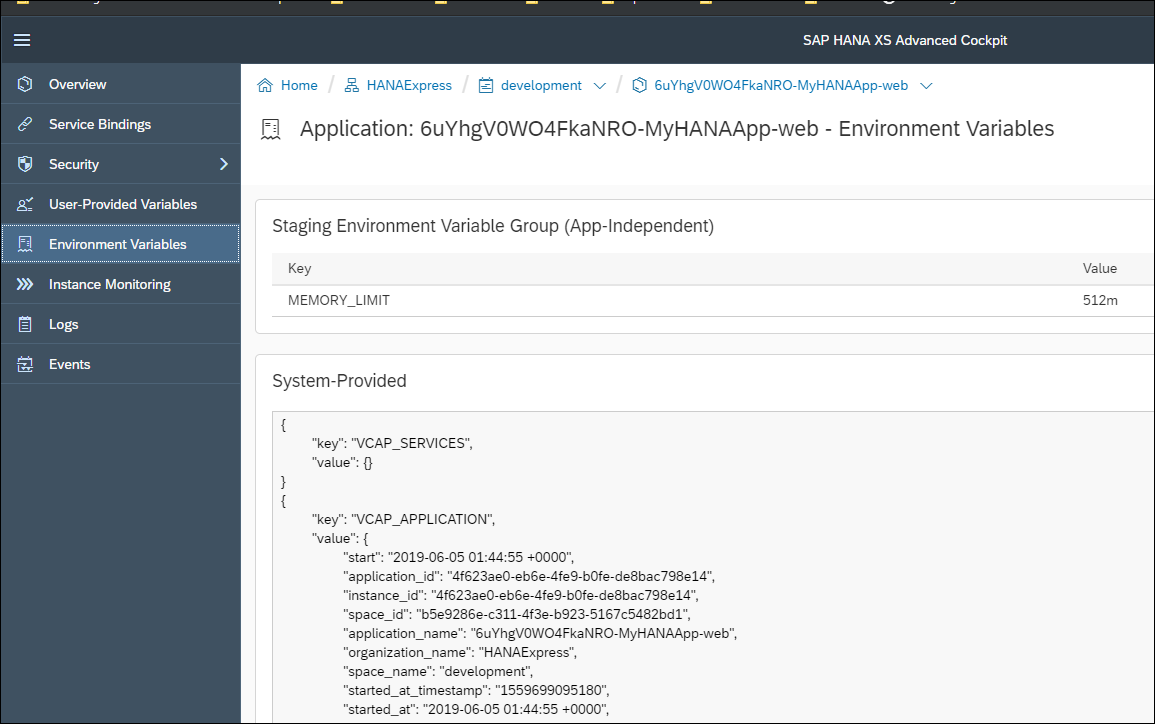 SAP HANA XS Advanced Cockpit
Overview
Service Bindings
Security
User-Provided Variables
Environment Variables
Instance Monitoring
Logs
Events
Home / HANAExpress / development / 6uYhgV0WO4FkaNRO-MyHANAApp-web
Application: 6uYhgV0WO4FkaNRO-MyHANAApp-web - Environment Variables
Staging Environment Variable Group (App-Independent)
Key Value
MEMORY_LIMIT 512m
System-Provided
{
"key": "VCAP_SERVICES",
"value": {}
}
{
"key": "VCAP_APPLICATION",
"value": {
"start": "2019-06-05 01:44:55 +0000",
"application_id": "4f623ae0-eb6e-4fe9-b0fe-de8bac798e14",
"instance_id": "4f623ae0-eb6e-4fe9-b0fe-de8bac798e14",
"space_id": "b5e9286e-c311-4f3e-b923-5167c5482bd1",
"application_name": "6uYhgV0WO4FkaNRO-MyHANAApp-web",
"organization_name": "HANAExpress",
"space_name": "development",
"started_at_timestamp": "1559699095180",
"started_at": "2019-06-05 01:44:55 +0000",